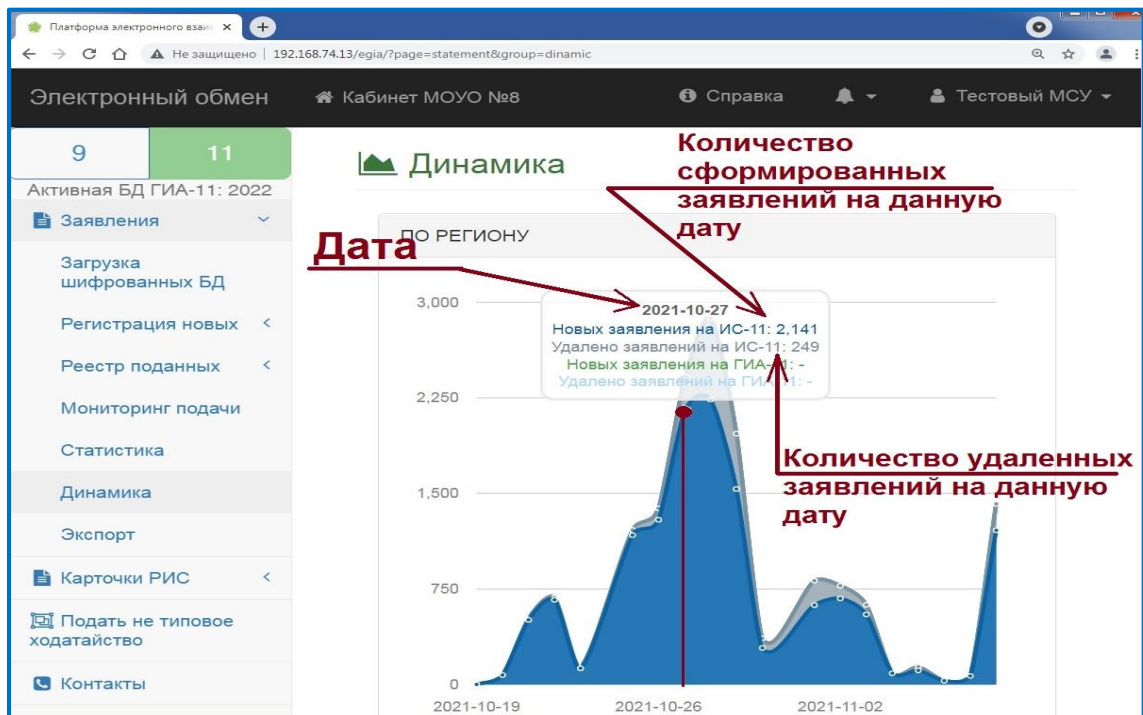 Платформа электронного взаи
Не защищено | 192.168.74.13/egia/?page=statement&group=dinamic
Электронный обмен
Кабинет МОУО №8
Справка
Тестовый МСУ
9
11
Активная БД ГИА-11: 2022
Заявления
Загрузка
шифрованных БД
Регистрация новых
Реестр поданных
Мониторинг подачи
Статистика
Динамика
Экспорт
Карточки РИС
Подать не типовое
ходатайство
Контакты
Динамика
Количество
сформированных
заявлений на данную
дату
ПО РЕГИОНУ
Дата
3,000
2021-10-27
Новых заявления на ИС-11: 2,141
Удалено заявлений на ИС-11: 249
Новых заявления на ГИА-11: -
Удалено заявлений на ГИА-11: -
2,250
Количество удаленных
заявлений на данную
дату
1,500
750
0
2021-10-19
2021-10-26
2021-11-02